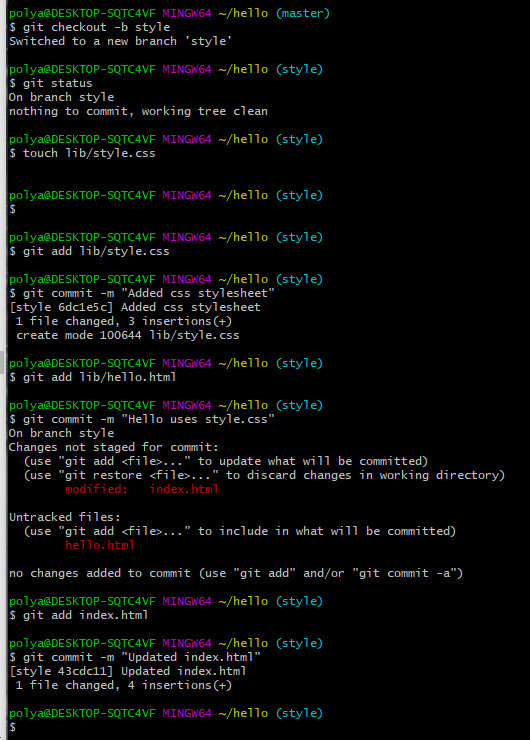 polya@DESKTOP-SQTC4VF MINGW64 ~/hello (master)
$ git checkout -b style
Switched to a new branch 'style'
polya@DESKTOP-SQTC4VF MINGW64 ~/hello (style)
$ git status
On branch style
nothing to commit, working tree clean
polya@DESKTOP-SQTC4VF MINGW64 ~/hello (style)
$ touch lib/style.css
polya@DESKTOP-SQTC4VF MINGW64 ~/hello (style)
$
polya@DESKTOP-SQTC4VF MINGW64 ~/hello (style)
$ git add lib/style.css
polya@DESKTOP-SQTC4VF MINGW64 ~/hello (style)
$ git commit -m "Added css stylesheet"
[style 6dc1e5c] Added css stylesheet
 1 file changed, 3 insertions(+)
 create mode 100644 lib/style.css
polya@DESKTOP-SQTC4VF MINGW64 ~/hello (style)
$ git add lib/hello.html
polya@DESKTOP-SQTC4VF MINGW64 ~/hello (style)
$ git commit -m "Hello uses style.css"
On branch style
Changes not staged for commit:
  (use "git add <file>..." to update what will be committed)
  (use "git restore <file>..." to discard changes in working directory)
        modified:   index.html
Untracked files:
  (use "git add <file>..." to include in what will be committed)
        hello.html
no changes added to commit (use "git add" and/or "git commit -a")
polya@DESKTOP-SQTC4VF MINGW64 ~/hello (style)
$ git add index.html
polya@DESKTOP-SQTC4VF MINGW64 ~/hello (style)
$ git commit -m "Updated index.html"
[style 43cdc11] Updated index.html
 1 file changed, 4 insertions(+)
polya@DESKTOP-SQTC4VF MINGW64 ~/hello (style)
$